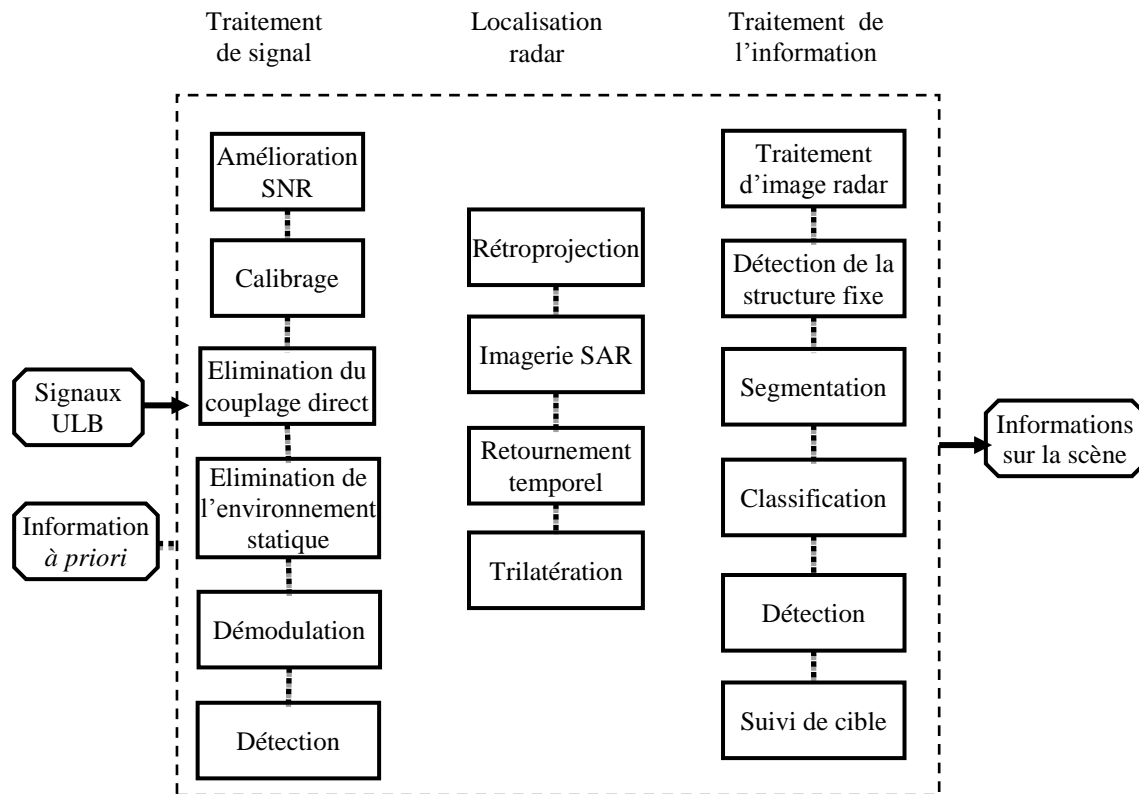 Traitement
de signal
Localisation
radar
Traitement de
l’information
Amélioration
SNR
Calibrage
Elimination du
couplage direct
Elimination de
l’environnement
statique
Démodulation
Détection
Rétroprojection
Imagerie SAR
Retournement
temporel
Trilatération
Traitement
d’image radar
Détection de la
structure fixe
Segmentation
Classification
Détection
Suivi de cible
Signaux
ULB
Information
à priori
Informations
sur la scène